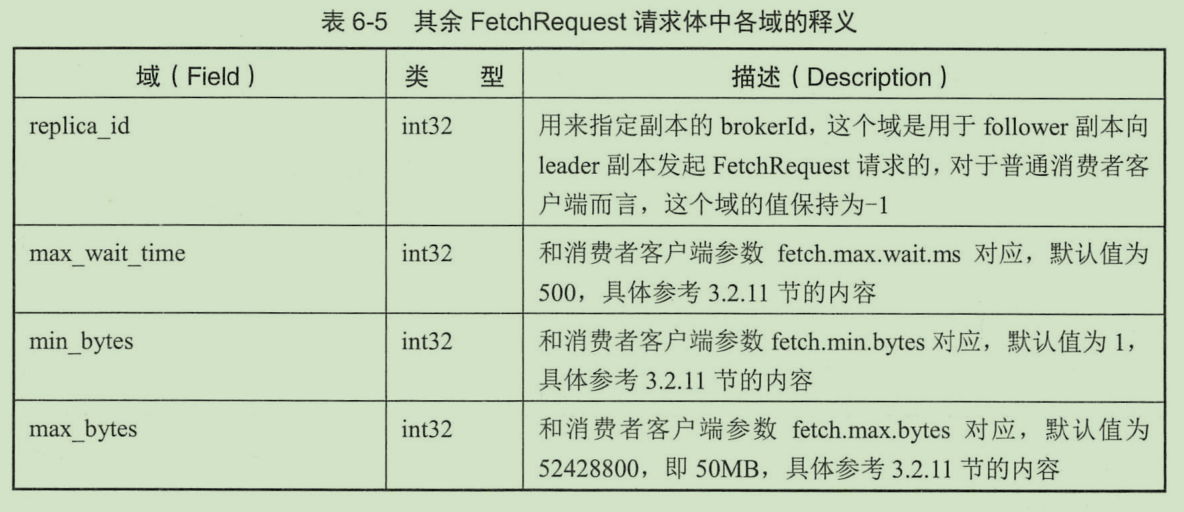 表 6-5 其余 FetchRequest 请求体中各域的释义
域（Field） 类 型 描述（Description）
replica_id int32 用来指定副本的 brokerId，这个域是用于 follower 副本向
leader 副本发起 FetchRequest 请求的，对于普通消费者客
户端而言，这个域的值保持为-1
max_wait_time int32 和消费者客户端参数 fetch.max.wait.ms 对应，默认值为
500，具体参考 3.2.11 节的内容
min_bytes int32 和消费者客户端参数 fetch.min.bytes 对应，默认值为 1，
具体参考 3.2.11 节的内容
max_bytes int32 和消费者客户端参数 fetch.max.bytes 对应，默认值为
52428800，即 50MB，具体参考 3.2.11 节的内容